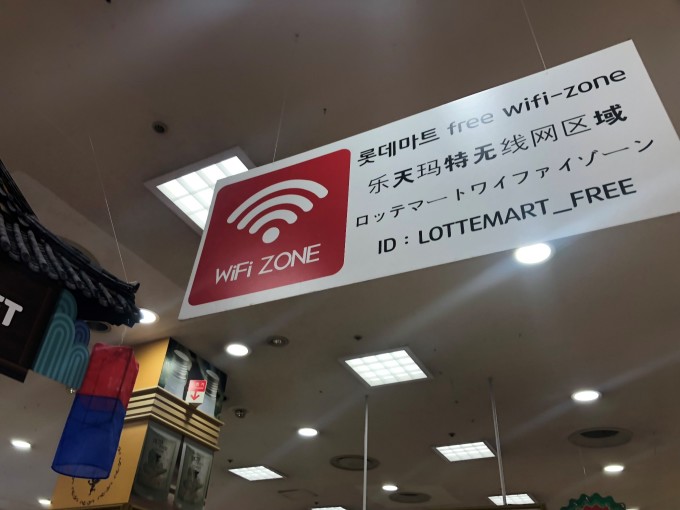 롯데마트 free wifi-zone
乐天玛特无线网区域
ロッテマートワイファイゾーン
ID : LOTTEMART_FREE
WiFi ZONE